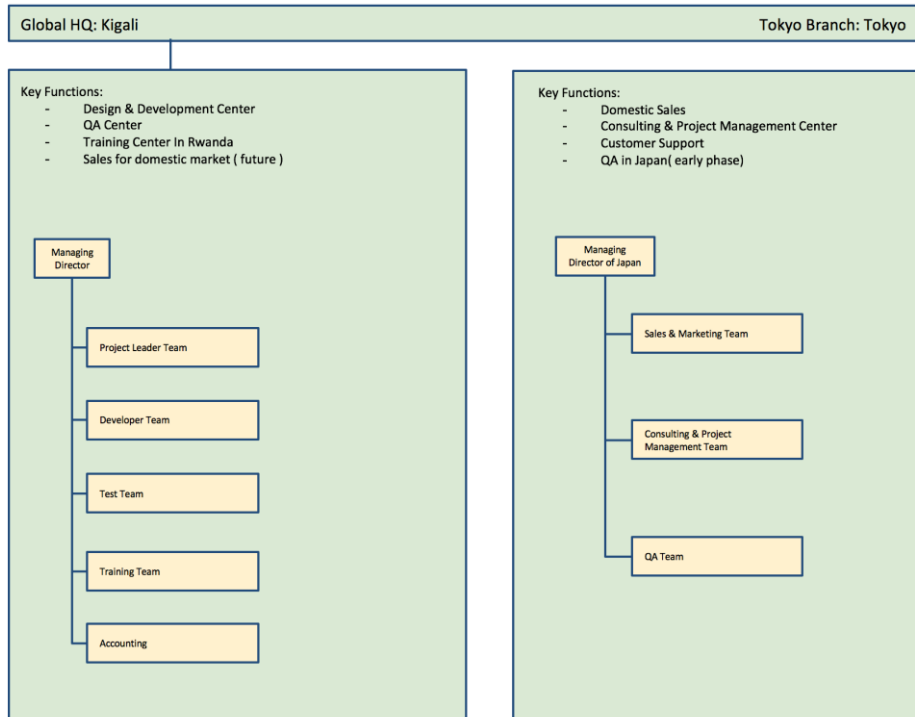 Global HQ: Kigali
Tokyo Branch: Tokyo
Key Functions:
- Design & Development Center
- QA Center
- Training Center In Rwanda
- Sales for domestic market ( future )
Managing
Director
Project Leader Team
Developer Team
Test Team
Training Team
Accounting
Key Functions:
- Domestic Sales
- Consulting & Project Management Center
- Customer Support
- QA in Japan( early phase)
Managing
Director of Japan
Sales & Marketing Team
Consulting & Project
Management Team
QA Team